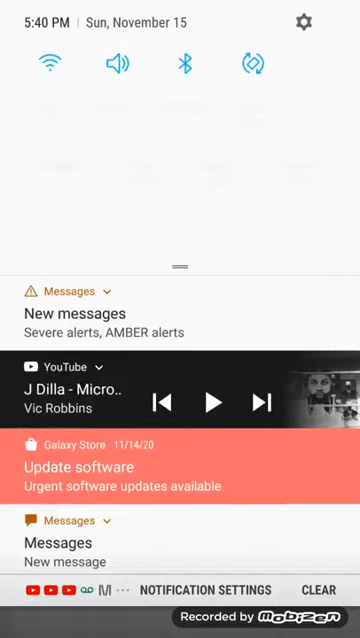 5:40 PM | Sun, November 15
Messages
New messages
Severe alerts, AMBER alerts
YouTube
J Dilla - Micro..
Vic Robbins
Galaxy Store 11/14/20
Update software
Urgent software updates available
Messages
Messages
New message
NOTIFICATION SETTINGS CLEAR
Recorded by MOBIZEN